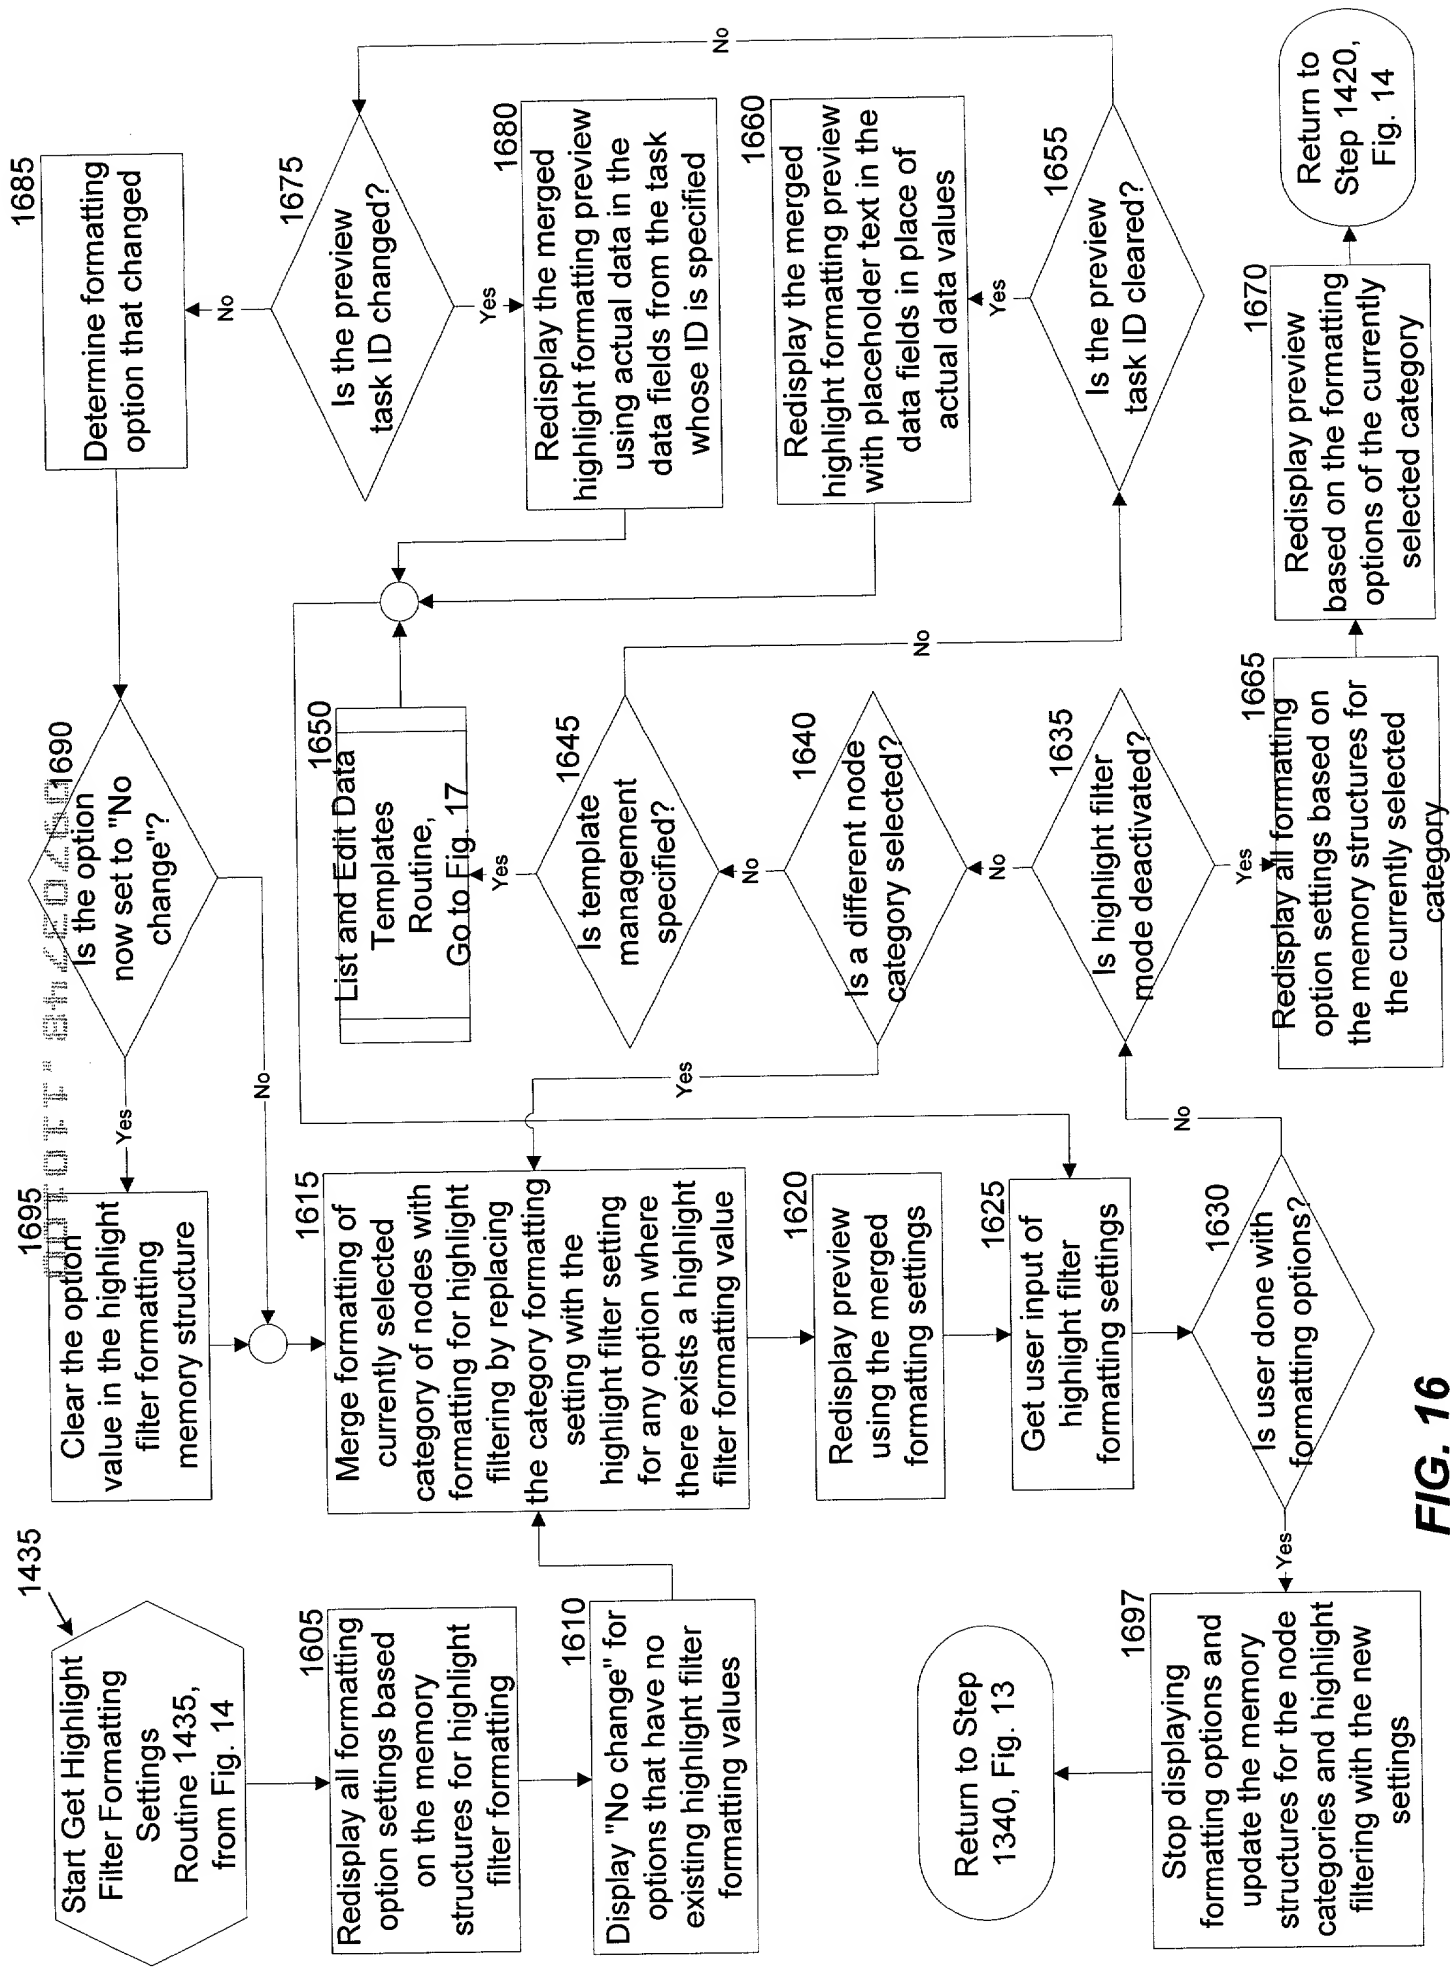 1435
Start Get Highlight
Filter Formatting
Settings
Routine 1435,
from Fig. 14
1605
Redisplay all formatting
option settings based
on the memory
structures for highlight
filter formatting
1610
Display "No change" for
options that have no
existing highlight filter
formatting values
1615
Merge formatting of
currently selected
category of nodes with
formatting for highlight
filtering by replacing
the category formatting
setting with the
highlight filter setting
for any option where
there exists a highlight
filter formatting value
1620
Redisplay preview
using the merged
formatting settings
1625
Get user input of
highlight filter
formatting settings
1630
Is user done with
formatting options?
Yes
No
1697
Stop displaying
formatting options and
update the memory
structures for the node
categories and highlight
filtering with the new
settings
Return to Step
1340, Fig. 13
1635
Is highlight filter
mode deactivated?
Yes
No
1665
Redisplay all formatting
option settings based on
the memory structures for
the currently selected
category
1670
Redisplay preview
based on the formatting
options of the currently
selected category
Return to
Step 1420,
Fig. 14
1640
Is a different node
category selected?
Yes
No
1645
Is template
management
specified?
Yes
No
1650
List and Edit Data
Templates
Routine,
Go to Fig. 17
1655
Is the preview
task ID cleared?
Yes
No
1660
Redisplay the merged
highlight formatting preview
with placeholder text in the
data fields in place of
actual data values
1675
Is the preview
task ID changed?
Yes
No
1680
Redisplay the merged
highlight formatting preview
using actual data in the
data fields from the task
whose ID is specified
1685
Determine formatting
option that changed
1690
Is the option
now set to "No
change"?
Yes
No
1695
Clear the option
value in the highlight
filter formatting
memory structure
FIG. 16